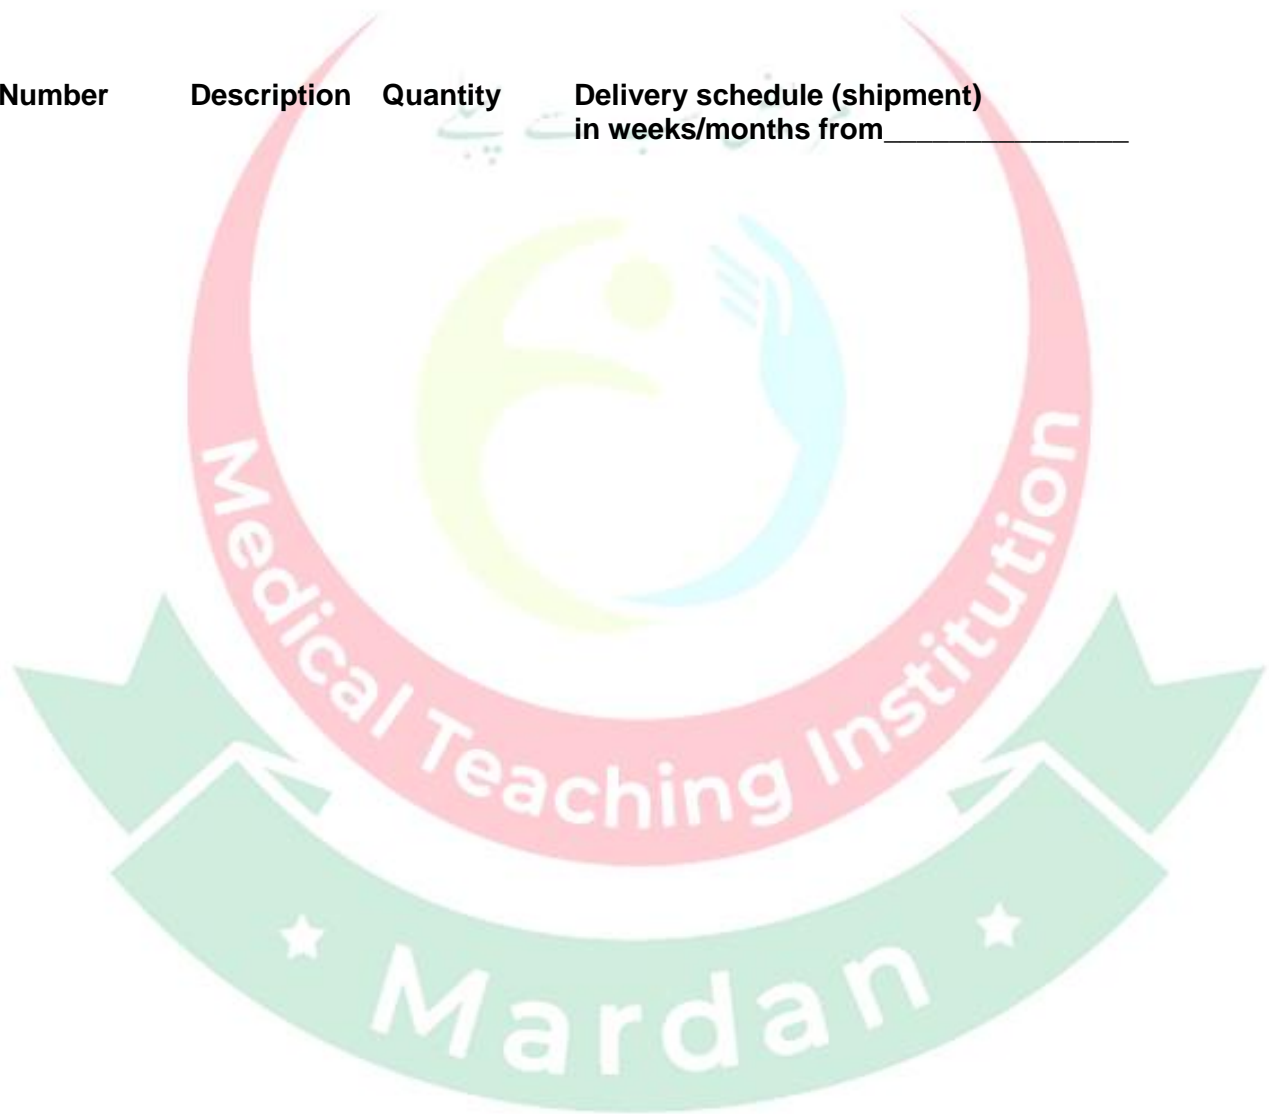 Number Description Quantity Delivery schedule (shipment)
in weeks/months from_______________
Medical Teaching Institution
Mardan